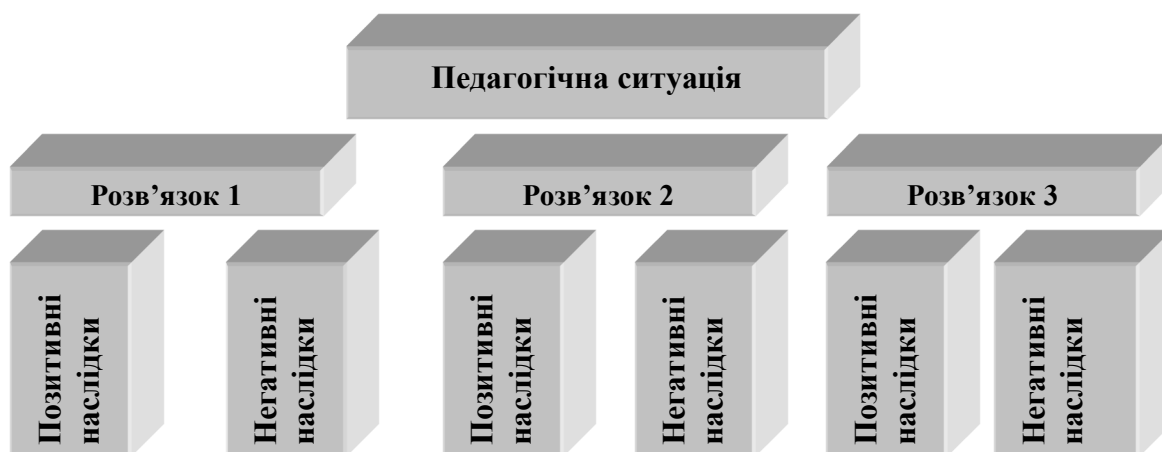 Педагогічна ситуація
Розв’язок 1
Розв’язок 2
Розв’язок 3
Позитивні
наслідки
Негативні
наслідки
Позитивні
наслідки
Негативні
наслідки
Позитивні
наслідки
Негативні
наслідки